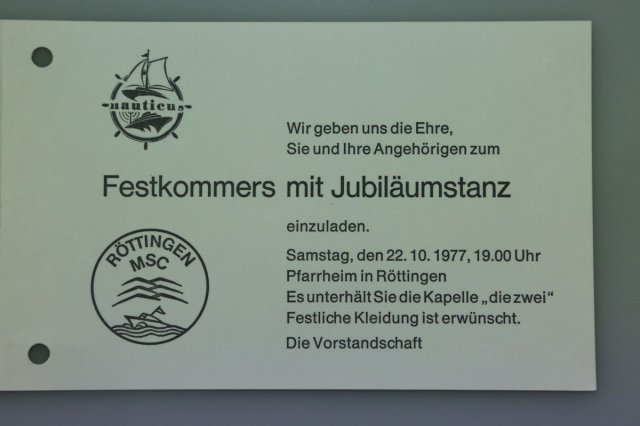 nauticus
Wir geben uns die Ehre,
Sie und Ihre Angehörigen zum
Festkommers mit Jubiläumstanz
einzuladen.
RÖTTINGEN
MSC
Samstag, den 22. 10. 1977, 19.00 Uhr
Pfarrheim in Röttingen
Es unterhält Sie die Kapelle „die zwei“
Festliche Kleidung ist erwünscht.
Die Vorstandschaft